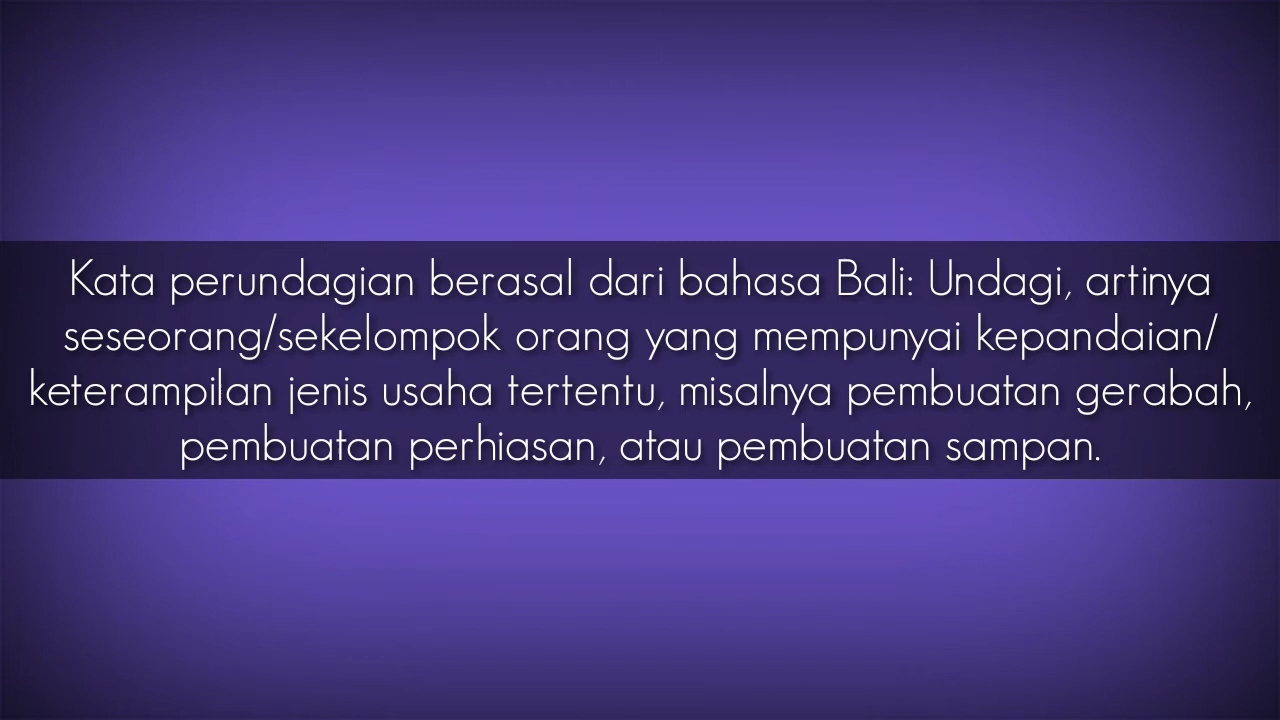 Kata perundagian berasal dari bahasa Bali: Undagi, artinya
seseorang/sekelompok orang yang mempunyai kepandaian/
keterampilan jenis usaha tertentu, misalnya pembuatan gerabah,
pembuatan perhiasan, atau pembuatan sampan.